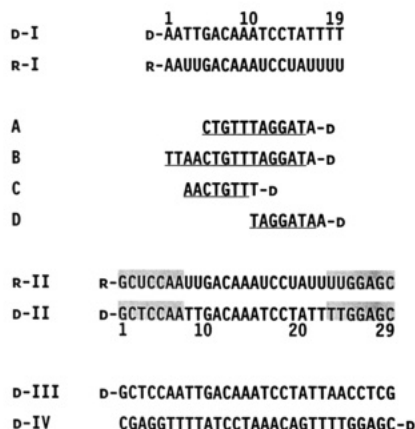 1 10 19
D-I D-AATTGACAAATCCTATTTT
R-I R-AAUUGACAAAUCCUAUUUU
A CTGTTTAGGATA-D
B TTAACTGTTTAGGATA-D
C AACTGTTT-D
D TAGGATAA-D
R-II R-GCUCCAAUUGACAAAUCCUAUUUUGGAGC
D-II D-GCTCCAATTGACAAATCCTATTTTGGAGC
1 10 20 29
D-III D-GCTCCAATTGACAAATCCTATTAACCTCG
D-IV CGAGGTTTTATCCTAAACAGTTTTGGAGC-D